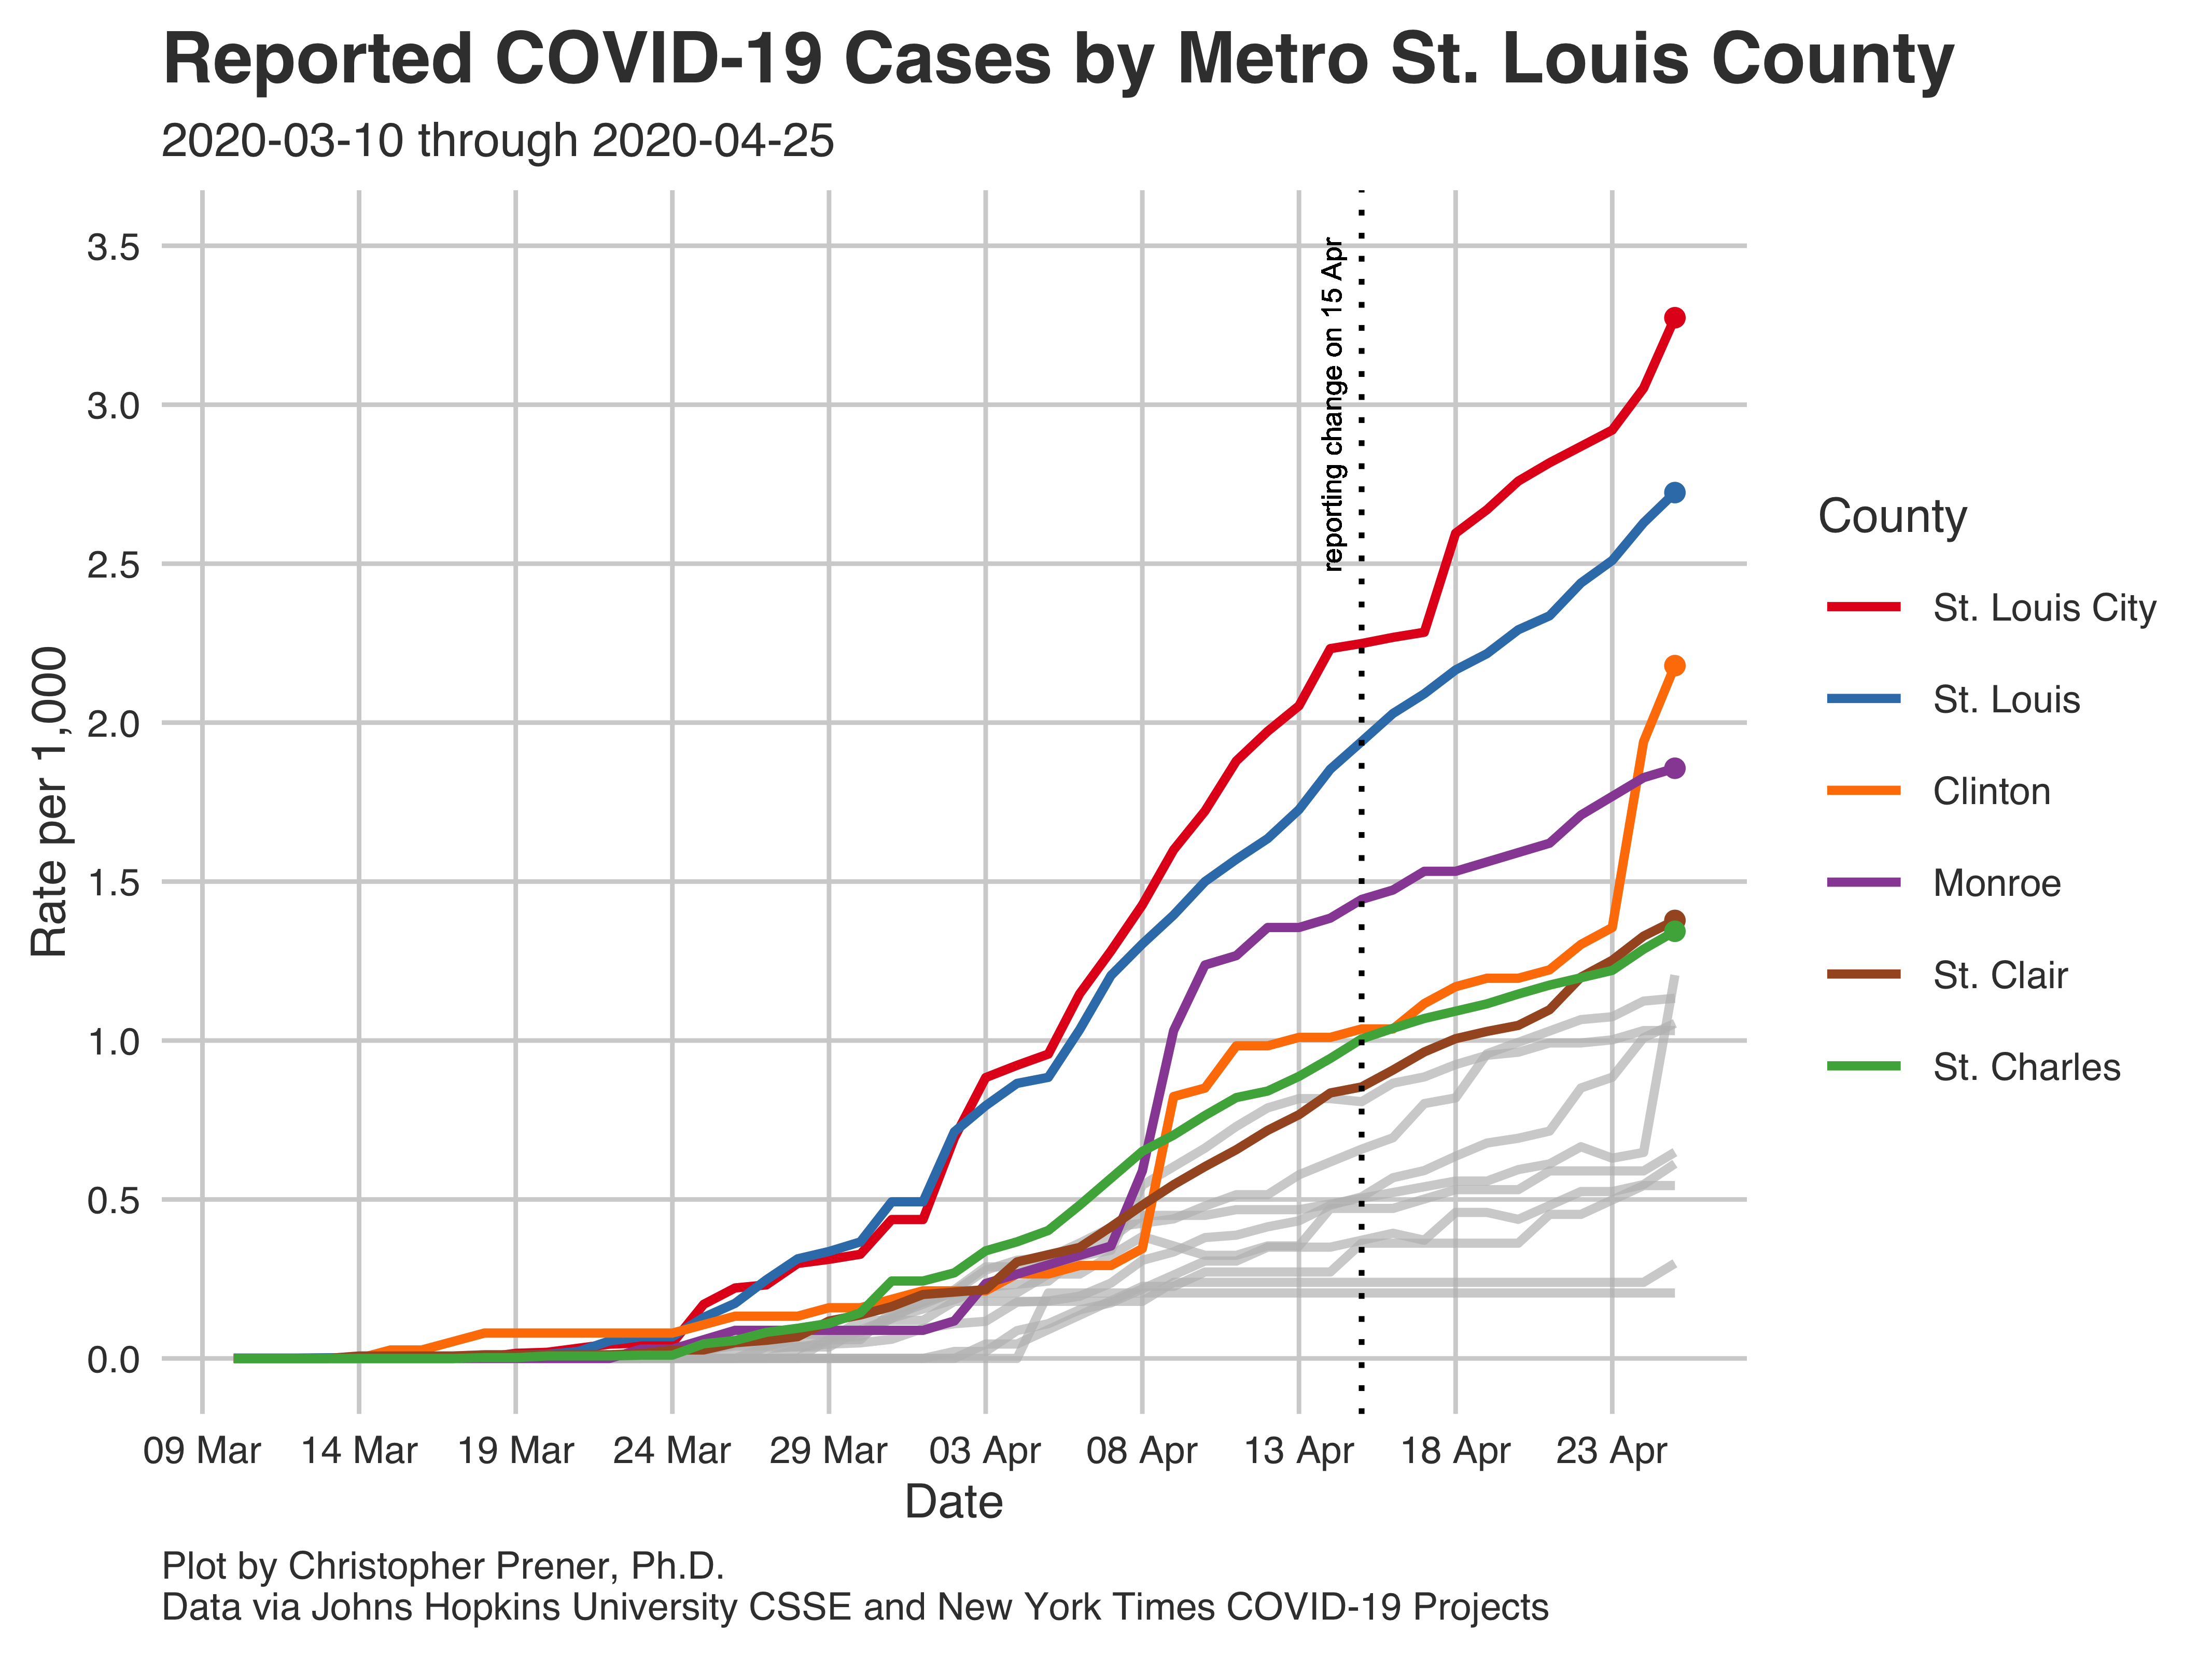 Reported COVID-19 Cases by Metro St. Louis County
2020-03-10 through 2020-04-25
3.5
3.0
2.5
2.0
1.5
1.0
0.5
0.0
Rate per 1,000
reporting change on 15 Apr
09 Mar 14 Mar 19 Mar 24 Mar 29 Mar 03 Apr 08 Apr 13 Apr 18 Apr 23 Apr
Date
County
St. Louis City
St. Louis
Clinton
Monroe
St. Clair
St. Charles
Plot by Christopher Prener, Ph.D.
Data via Johns Hopkins University CSSE and New York Times COVID-19 Projects